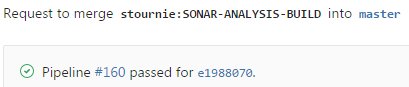 Request to merge stournie:SONAR-ANALYSIS-BUILD into master
Pipeline #160 passed for e1988070.